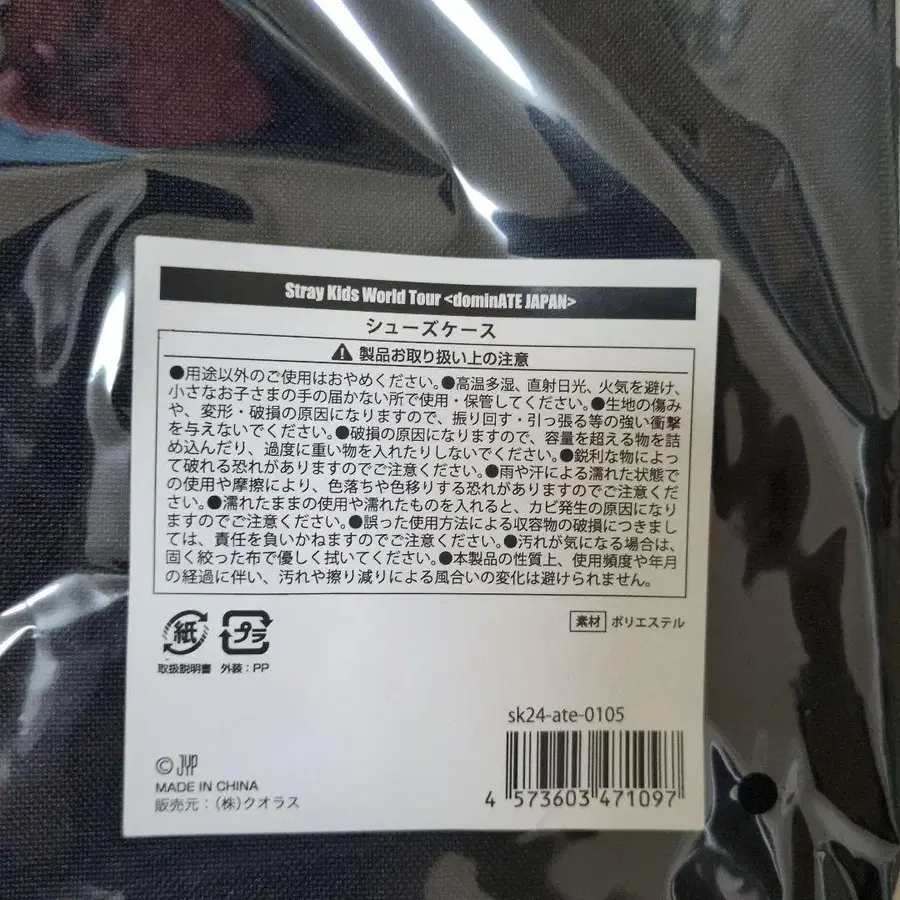 Stray Kids World Tour <dominATE JAPAN>
シューズケース
⚠ 製品お取り扱い上の注意
●用途以外のご使用はおやめください。●高温多湿、直射日光、火気を避け、
小さなお子さまの手の届かない所で使用・保管してください。●生地の傷み
や、変形・破損の原因になりますので、振り回す・引っ張る等の強い衝撃
を与えないでください。●破損の原因になりますので、容量を超える物を詰
め込んだり、過度に重い物を入れたりしないでください。●鋭利な物によっ
て破れる恐れがありますのでご注意ください。●雨や汗による濡れた状態で
の使用や摩擦により、色落ちや色移りする恐れがありますのでご注意くださ
い。●濡れたままの使用や濡れたものを入れると、カビ発生の原因になり
ますのでご注意ください。●誤った使用方法による収容物の破損につきまし
ては、責任を負いかねますのでご注意ください。●汚れが気になる場合は、
固く絞った布で優しく拭いてください。●本製品の性質上、使用頻度や年月
の経過に伴い、汚れや擦り減りによる風合いの変化は避けられません。
紙 プラ
取扱説明書 外装：PP
素材 ポリエステル
sk24-ate-0105
© JYP
MADE IN CHINA
販売元：（株）クオラス
4 573603 471097